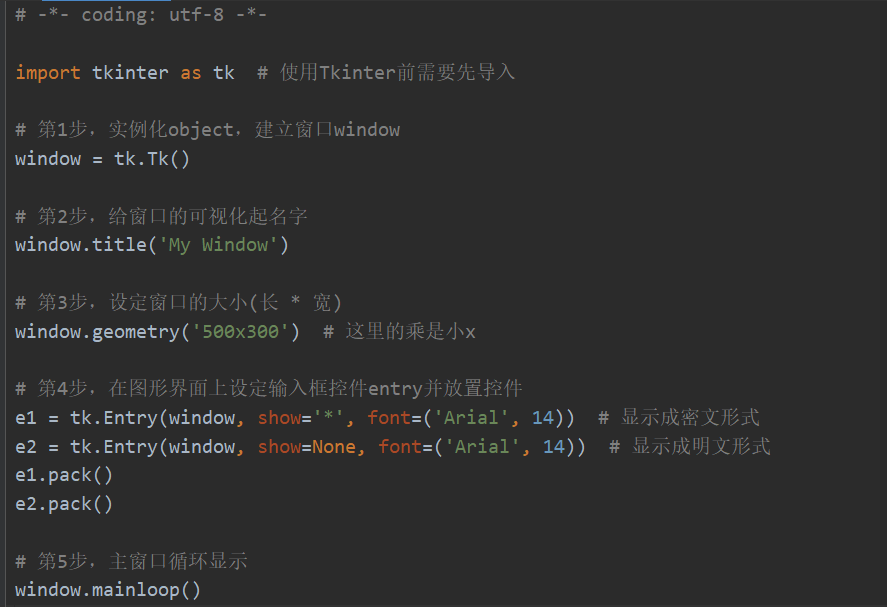 # -*- coding: utf-8 -*-
import tkinter as tk  # 使用Tkinter前需要先导入
# 第1步，实例化object，建立窗口window
window = tk.Tk()
# 第2步，给窗口的可视化起名字
window.title('My Window')
# 第3步，设定窗口的大小(长 * 宽)
window.geometry('500x300')  # 这里的乘是小x
# 第4步，在图形界面上设定输入框控件entry并放置控件
e1 = tk.Entry(window, show='*', font=('Arial', 14))  # 显示成密文形式
e2 = tk.Entry(window, show=None, font=('Arial', 14))  # 显示成明文形式
e1.pack()
e2.pack()
# 第5步，主窗口循环显示
window.mainloop()